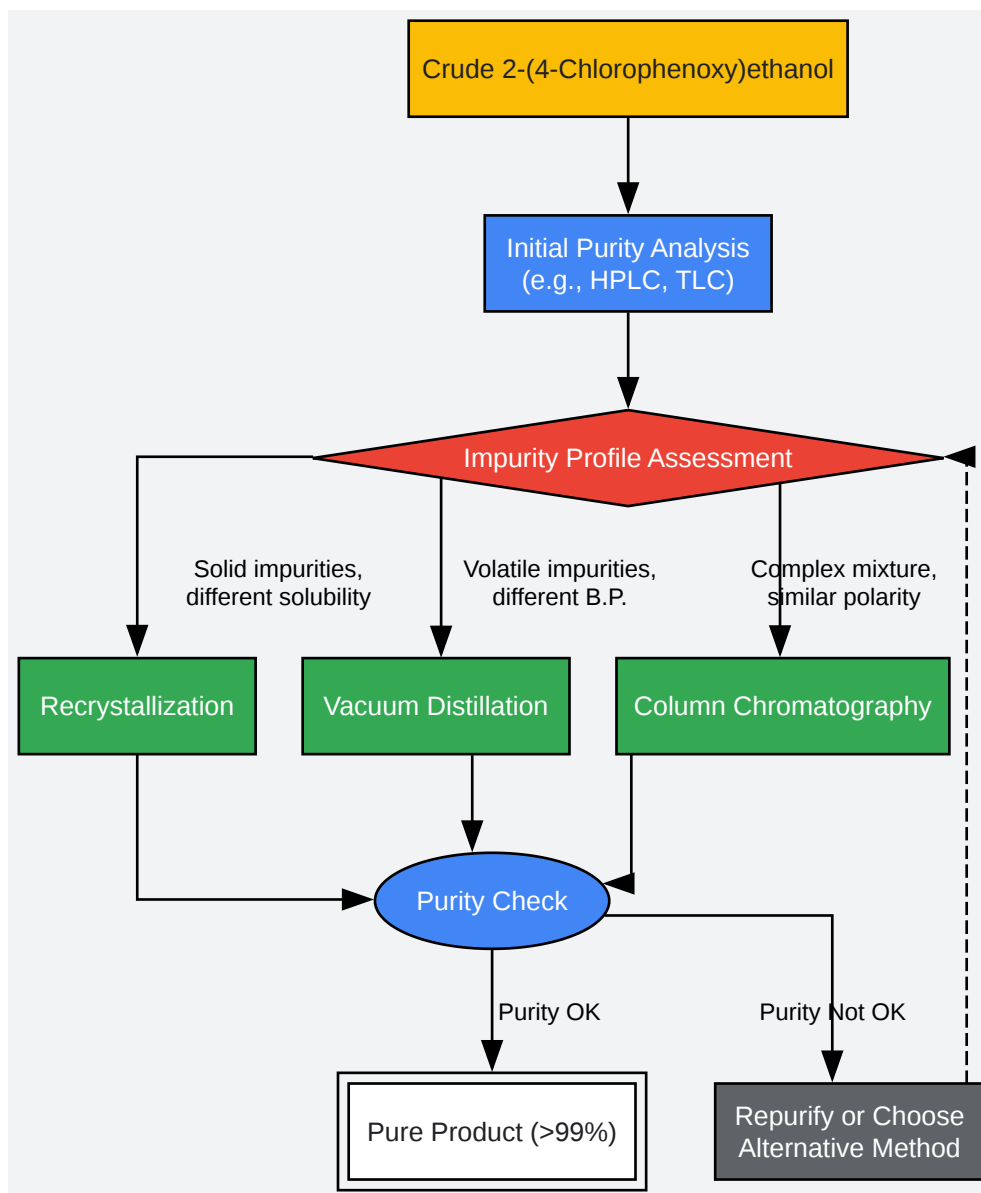 Crude 2-(4-Chlorophenoxy)ethanol
Initial Purity Analysis
(e.g., HPLC, TLC)
Impurity Profile Assessment
Solid impurities,
different solubility
Volatile impurities,
different B.P.
Complex mixture,
similar polarity
Recrystallization
Vacuum Distillation
Column Chromatography
Purity Check
Purity OK
Purity Not OK
Pure Product (>99%)
Repurify or Choose
Alternative Method